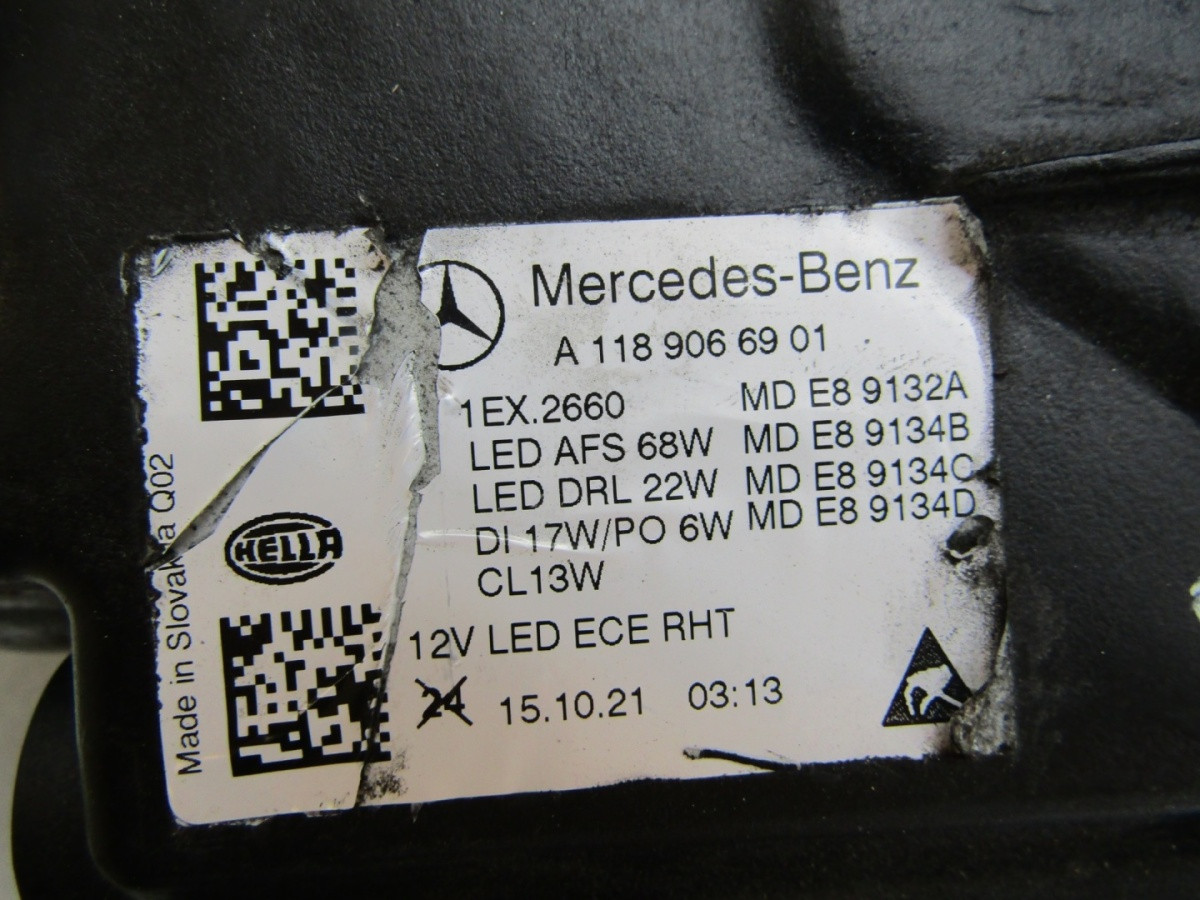 Mercedes-Benz
A 118 906 69 01
1EX.2660 MD E8 9132A
LED AFS 68W MD E8 9134B
LED DRL 22W MD E8 9134C
DI 17W/PO 6W MD E8 9134D
CL13W
HELLA
12V LED ECE RHT
24 15.10.21 03:13
Made in Slovakia Q02